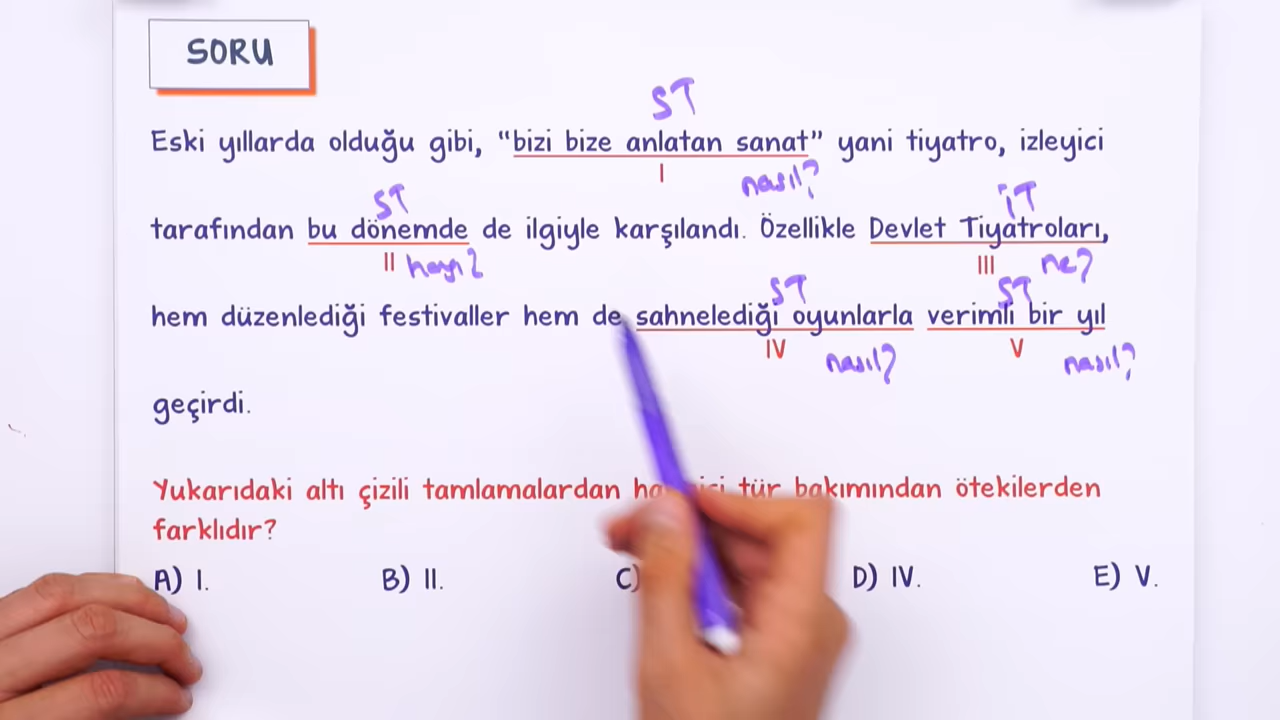 SORU
ST
Eski yıllarda olduğu gibi, “bizi bize anlatan sanat” yani tiyatro, izleyici
I nasıl?
ST İT
tarafından bu dönemde de ilgiyle karşılandı. Özellikle Devlet Tiyatroları,
II hangi? III ne?
ST ST
hem düzenlediği festivaller hem de sahnelediği oyunlarla verimli bir yıl
IV nasıl? V nasıl?
geçirdi.
Yukarıdaki altı çizili tamlamalardan tür bakımından ötekilerden
farklıdır?
A) I. B) II. C) D) IV. E) V.